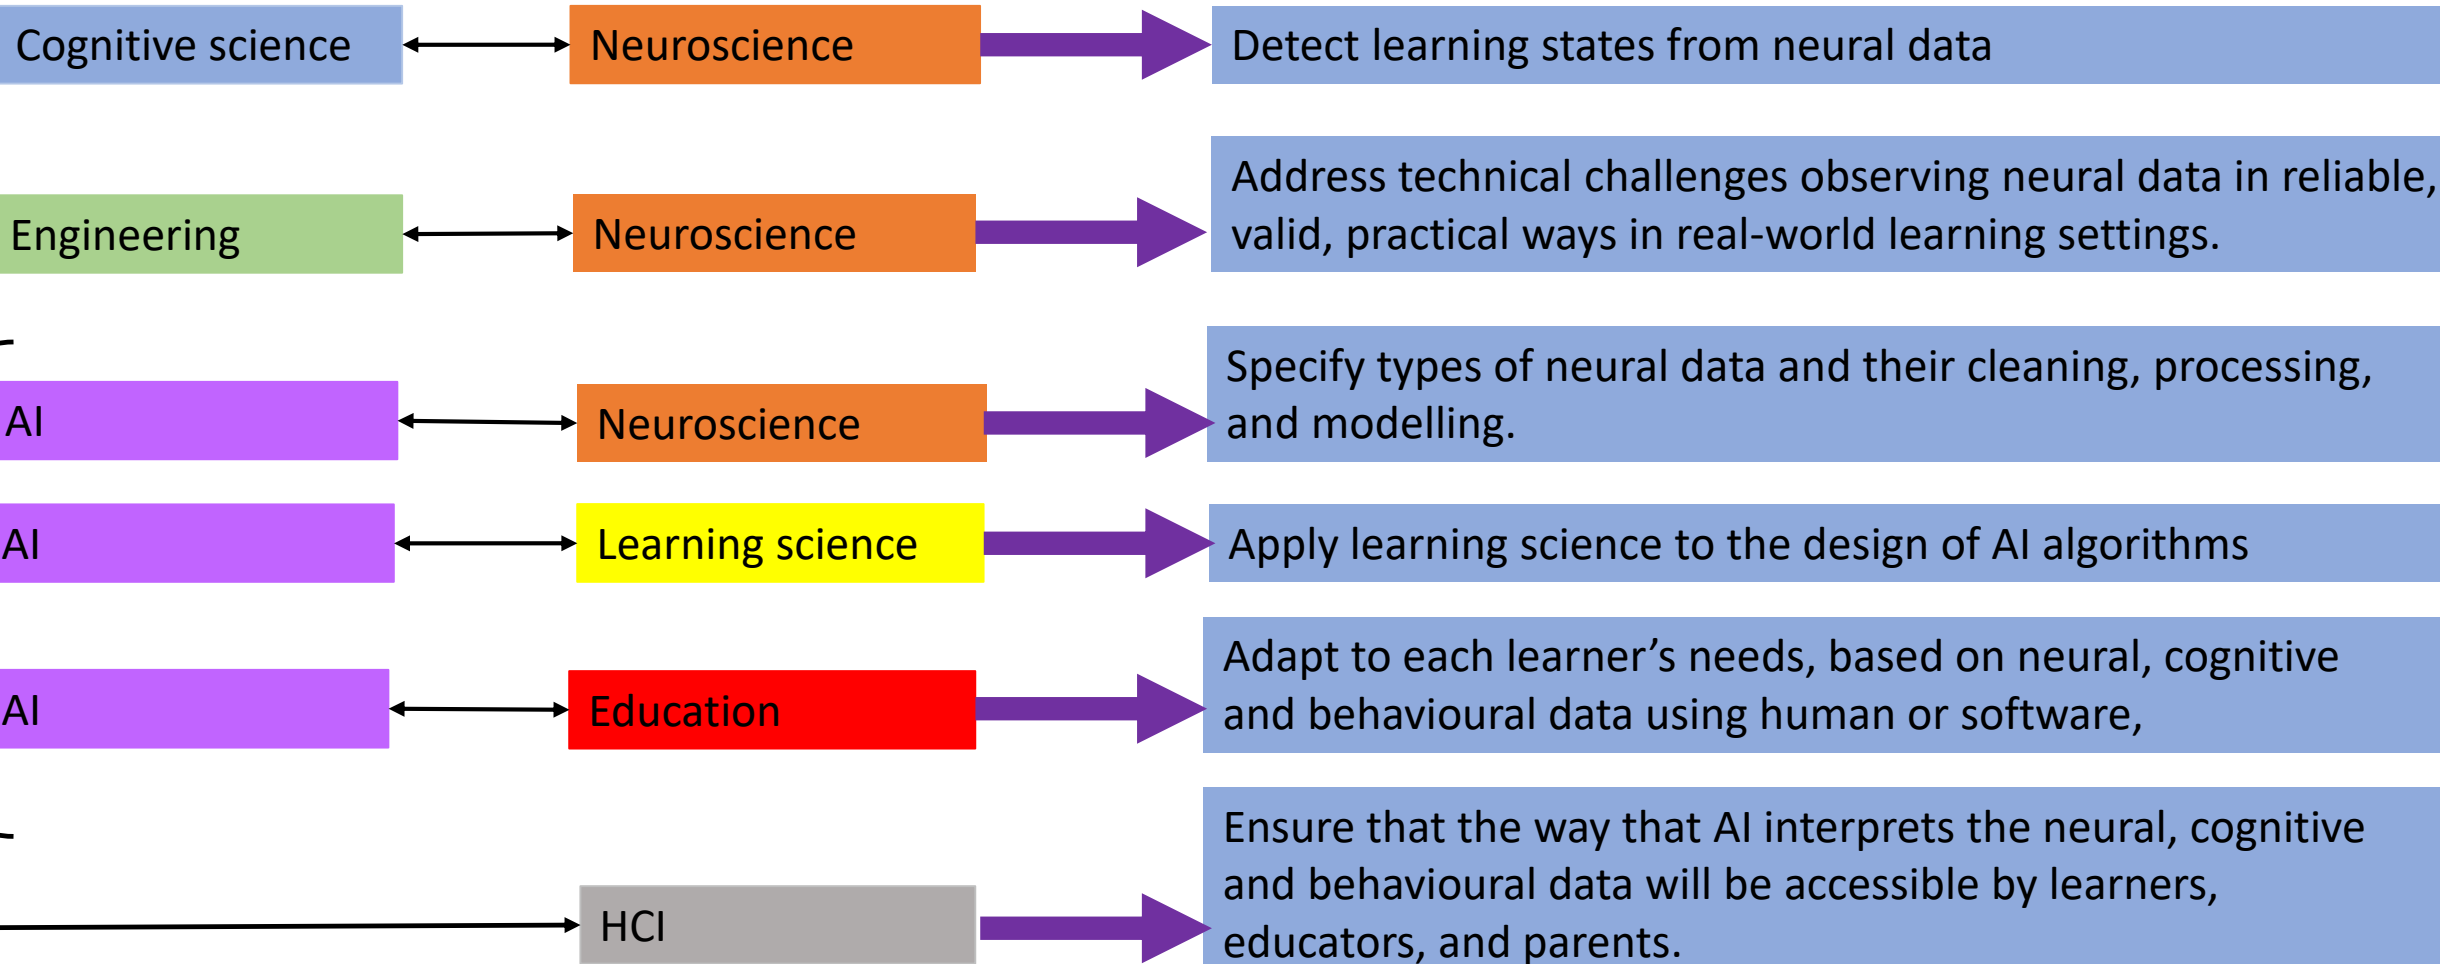 Cognitive science
Neuroscience
Detect learning states from neural data
Engineering
Neuroscience
Address technical challenges observing neural data in reliable,
valid, practical ways in real-world learning settings.
AI
Neuroscience
Specify types of neural data and their cleaning, processing,
and modelling.
AI
Learning science
Apply learning science to the design of AI algorithms
AI
Education
Adapt to each learner’s needs, based on neural, cognitive
and behavioural data using human or software,
HCI
Ensure that the way that AI interprets the neural, cognitive
and behavioural data will be accessible by learners,
educators, and parents.